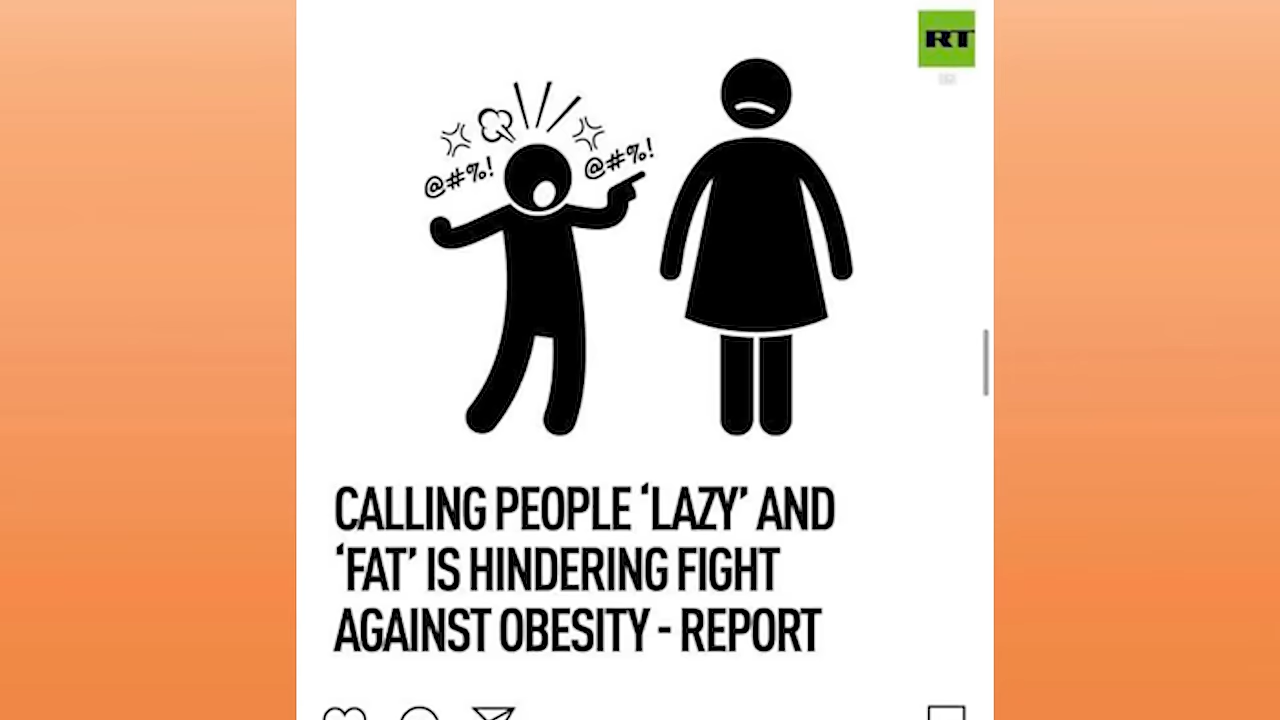 RT
@#%!
@#%!
CALLING PEOPLE ‘LAZY’ AND
‘FAT’ IS HINDERING FIGHT
AGAINST OBESITY - REPORT